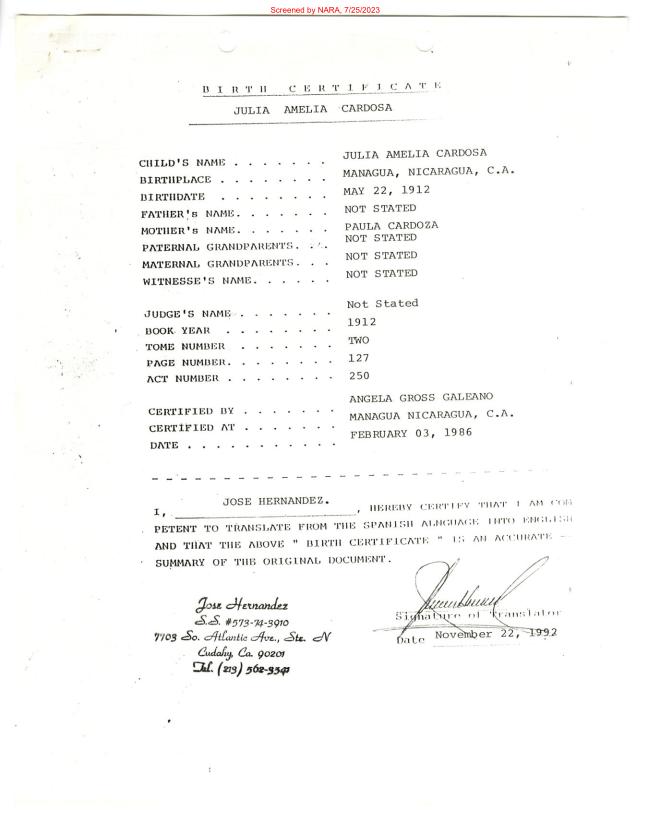 Screened by NARA, 7/25/2023
BIRTH CERTIFICATE
JULIA AMELIA CARDOSA
CHILD'S NAME . . . . . . . JULIA AMELIA CARDOSA
BIRTHPLACE . . . . . . . . MANAGUA, NICARAGUA, C.A.
BIRTHDATE . . . . . . . . MAY 22, 1912
FATHER's NAME. . . . . . . NOT STATED
MOTHER's NAME. . . . . . . PAULA CARDOZA
PATERNAL GRANDPARENTS. . . NOT STATED
MATERNAL GRANDPARENTS. . . NOT STATED
WITNESSE'S NAME. . . . . . NOT STATED
JUDGE'S NAME . . . . . . . Not Stated
BOOK YEAR . . . . . . . . 1912
TOME NUMBER . . . . . . . TWO
PAGE NUMBER. . . . . . . . 127
ACT NUMBER . . . . . . . . 250
CERTIFIED BY . . . . . . . ANGELA GROSS GALEANO
CERTIFIED AT . . . . . . . MANAGUA NICARAGUA, C.A.
DATE . . . . . . . . . . . FEBRUARY 03, 1986
I, JOSE HERNANDEZ. , HEREBY CERTIFY THAT I AM COM
PETENT TO TRANSLATE FROM THE SPANISH ALNGUAGE INTO ENGLISH
AND THAT THE ABOVE " BIRTH CERTIFICATE " IS AN ACCURATE —
SUMMARY OF THE ORIGINAL DOCUMENT.
Jose Hernandez
S.S. #573-74-3910
7703 So. Atlantic Ave., Ste. N
Cudahy, Ca. 90201
Tel. (213) 562-3541
Signature of Translator
Date November 22, 1992